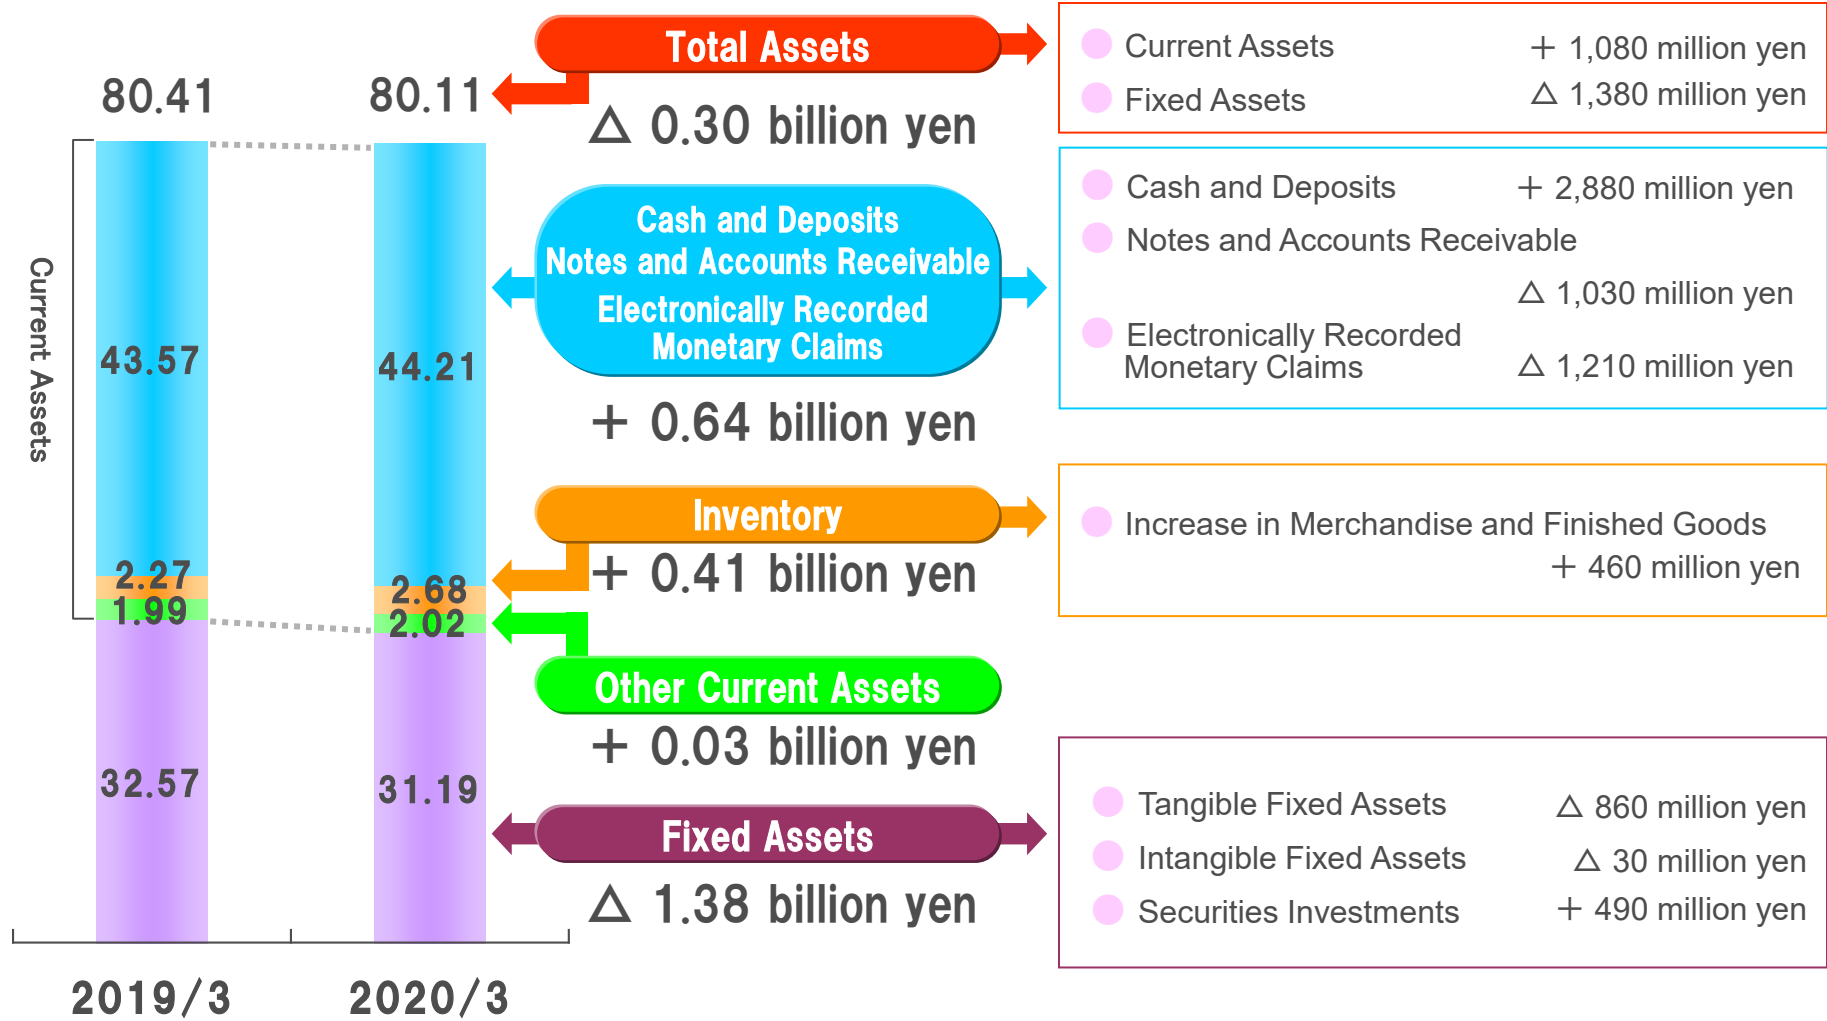 80.41
80.11
Current Assets
43.57
44.21
2.27
2.68
1.99
2.02
32.57
31.19
2019/3
2020/3
Total Assets
△ 0.30 billion yen
Cash and Deposits
Notes and Accounts Receivable
Electronically Recorded
Monetary Claims
+ 0.64 billion yen
Inventory
+ 0.41 billion yen
Other Current Assets
+ 0.03 billion yen
Fixed Assets
△ 1.38 billion yen
Current Assets + 1,080 million yen
Fixed Assets △ 1,380 million yen
Cash and Deposits + 2,880 million yen
Notes and Accounts Receivable
△ 1,030 million yen
Electronically Recorded
Monetary Claims △ 1,210 million yen
Increase in Merchandise and Finished Goods
+ 460 million yen
Tangible Fixed Assets △ 860 million yen
Intangible Fixed Assets △ 30 million yen
Securities Investments + 490 million yen